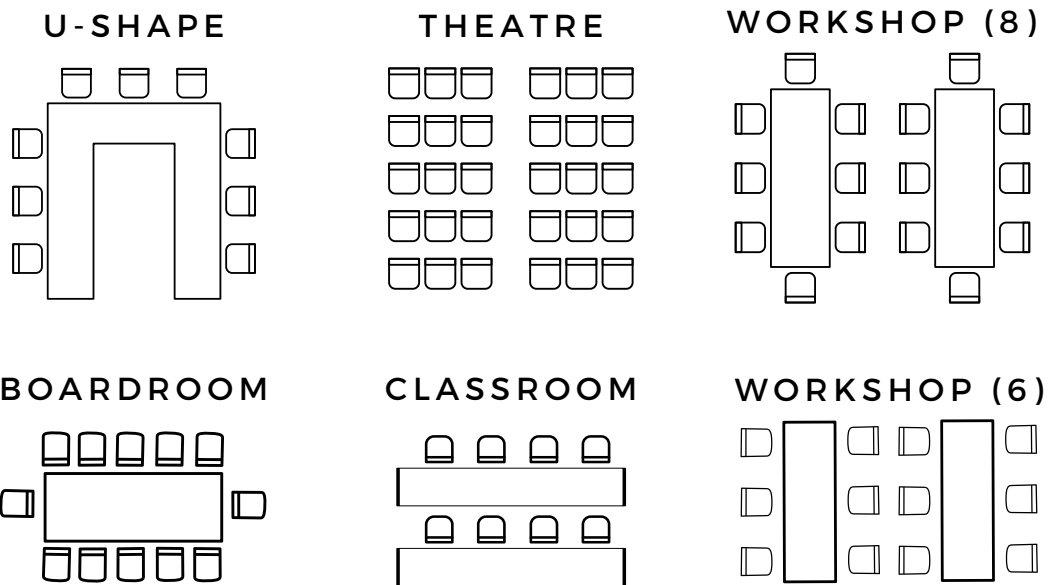 U-SHAPE
THEATRE
WORKSHOP (8)
BOARDROOM
CLASSROOM
WORKSHOP (6)